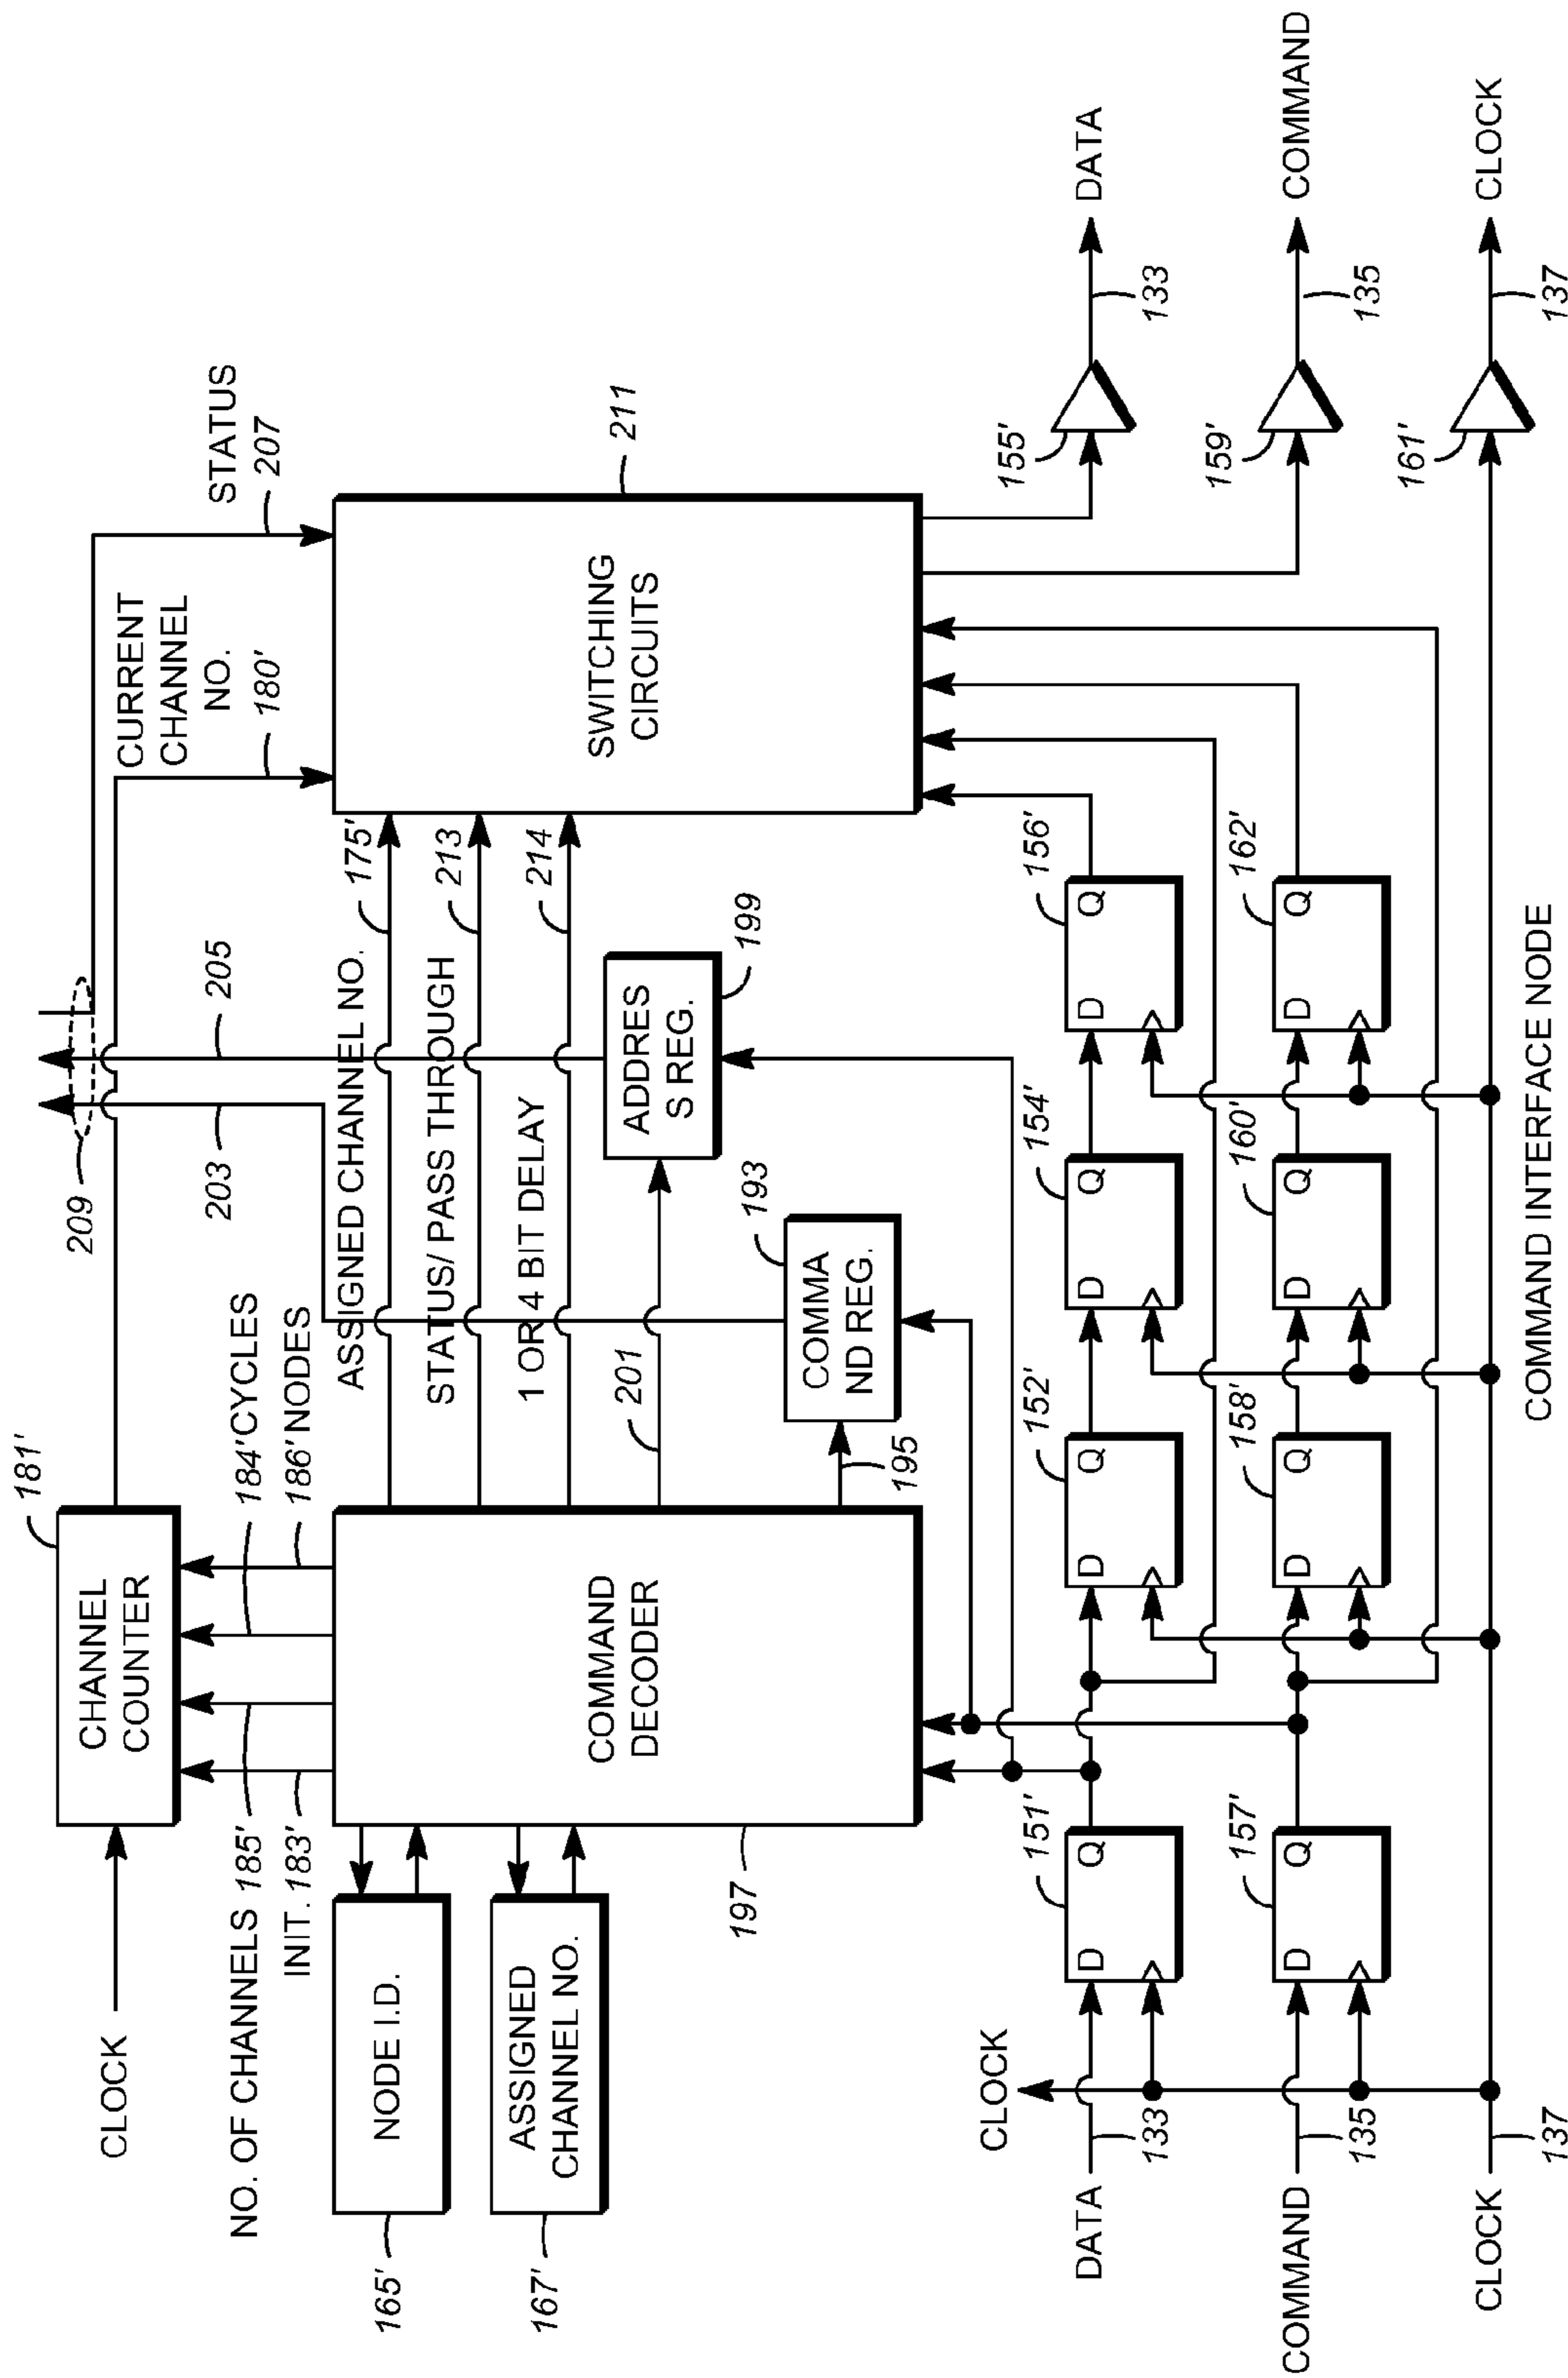 STATUS
207
CURRENT
CHANNEL
NO.
180'
209
203
205
181'
CHANNEL
COUNTER
CLOCK
NO. OF CHANNELS 185'
184' CYCLES
INIT. 183'
186' NODES
165'
NODE I.D.
167'
ASSIGNED
CHANNEL NO.
197
COMMAND
DECODER
ASSIGNED CHANNEL NO.
175'
STATUS/ PASS THROUGH
213
1 OR 4 BIT DELAY
214
201
ADDRES
S REG.
199
193
COMMA
ND REG.
195
SWITCHING
CIRCUITS
211
CLOCK
DATA
133
151'
D
Q
152'
D
Q
154'
D
Q
156'
D
Q
155'
133
DATA
COMMAND
135
157'
D
Q
158'
D
Q
160'
D
Q
162'
D
Q
159'
135
COMMAND
CLOCK
137
161'
137
CLOCK
COMMAND INTERFACE NODE